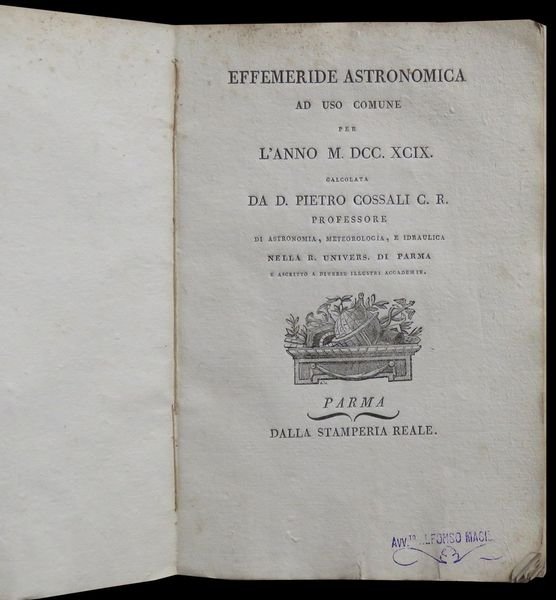 EFFEMERIDE ASTRONOMICA
AD USO COMUNE
PER
L'ANNO M. DCC. XCIX.
CALCOLATA
DA D. PIETRO COSSALI C. R.
PROFESSORE
DI ASTRONOMIA, METEOROLOGIA, E IDRAULICA
NELLA R. UNIVERS. DI PARMA
E ASCRITTO A DIVERSE ILLUSTRI ACCADEMIE.
PARMA
DALLA STAMPERIA REALE.